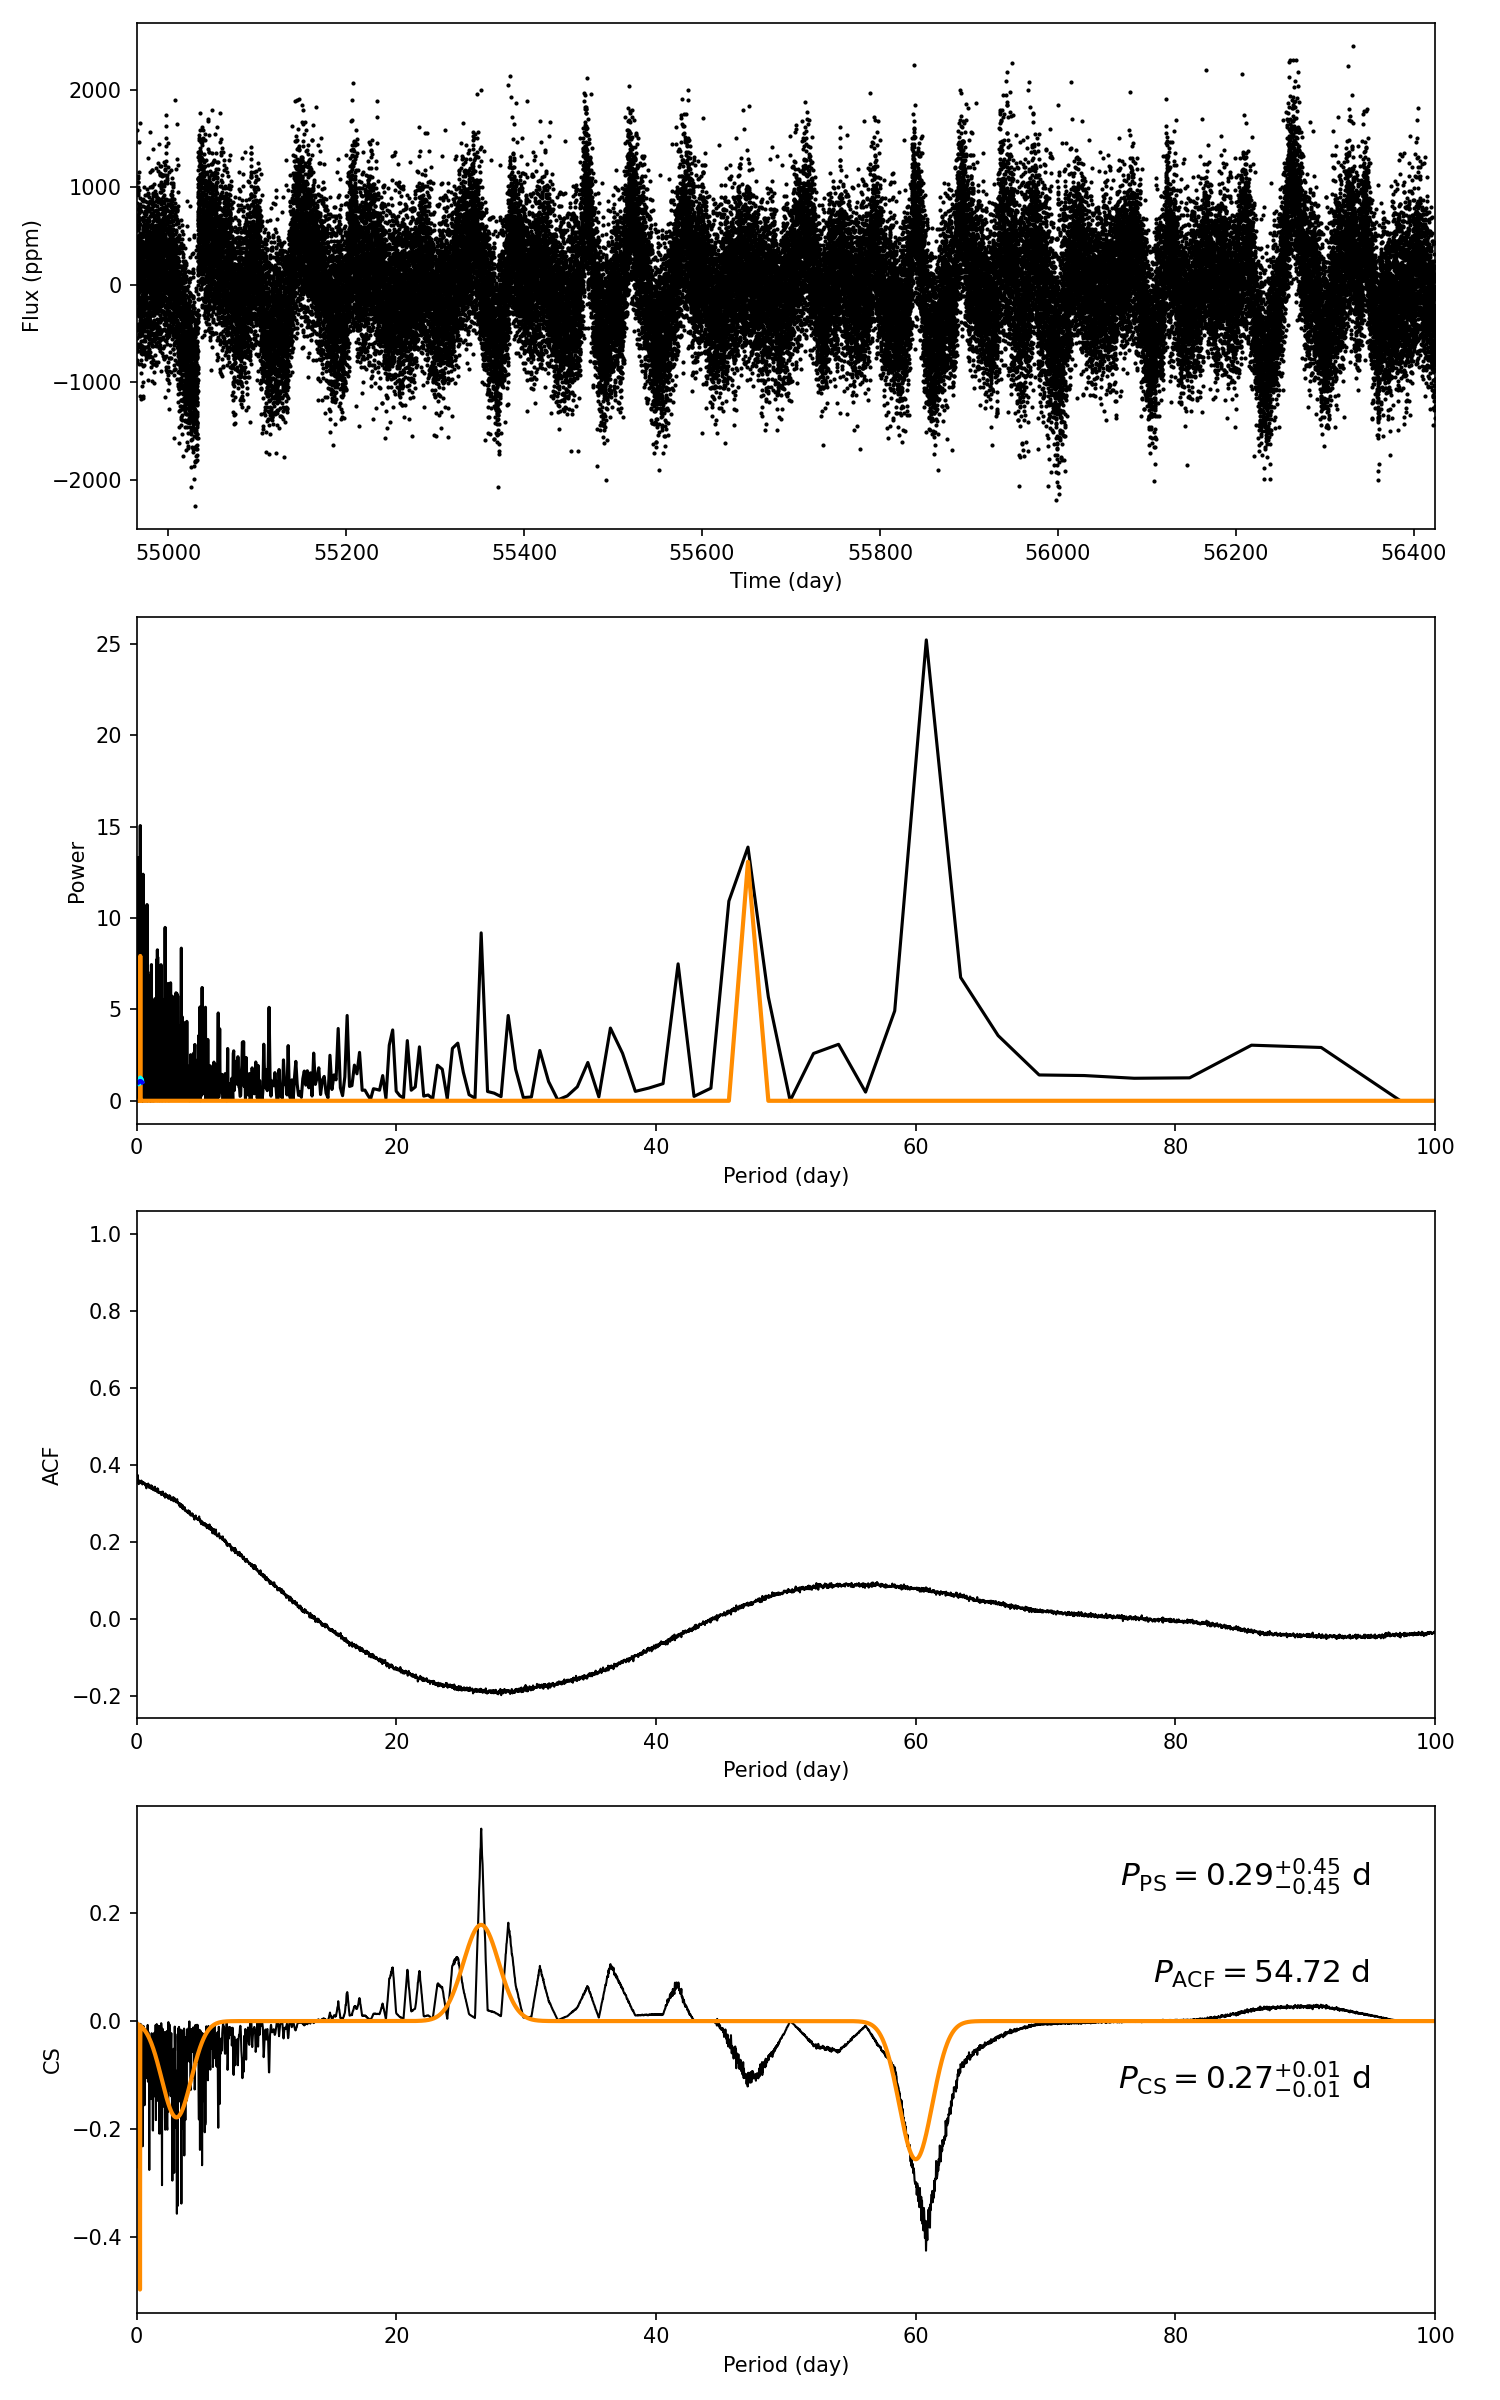 2000
1000
0
−1000
−2000
Flux (ppm)
55000 55200 55400 55600 55800 56000 56200 56400
Time (day)
25
20
15
10
5
0
Power
0 20 40 60 80 100
Period (day)
1.0
0.8
0.6
0.4
0.2
0.0
−0.2
ACF
0 20 40 60 80 100
Period (day)
0.2
0.0
−0.2
−0.4
CS
P_PS = 0.29^{+0.45}_{−0.45} d
P_ACF = 54.72 d
P_CS = 0.27^{+0.01}_{−0.01} d
0 20 40 60 80 100
Period (day)